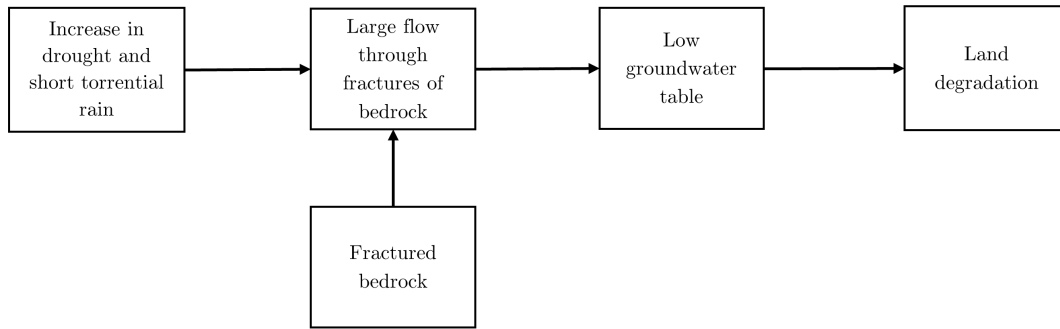 Increase in
drought and
short torrential
rain
Large flow
through
fractures of
bedrock
Low
groundwater
table
Land
degradation
Fractured
bedrock